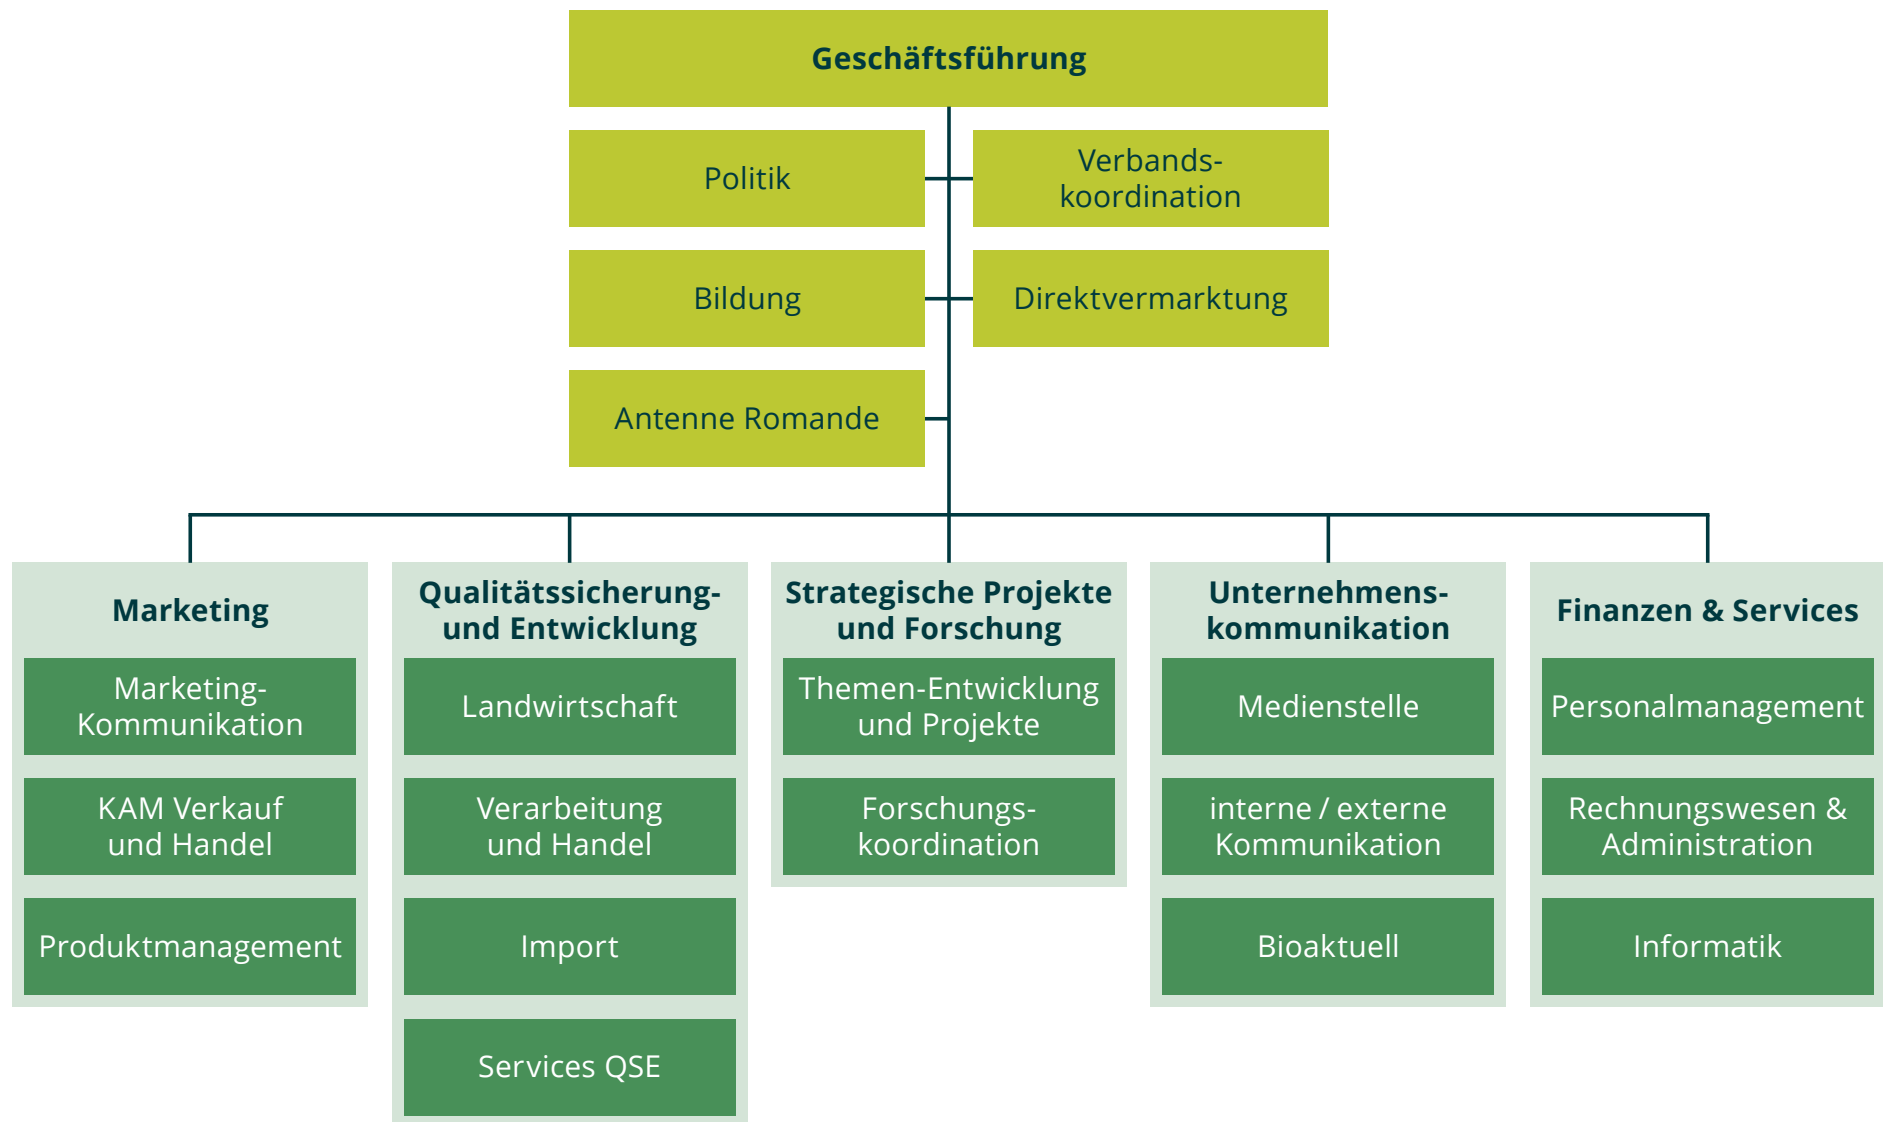 Geschäftsführung
Politik
Verbands-
koordination
Bildung
Direktvermarktung
Antenne Romande
Marketing
Marketing-
Kommunikation
KAM Verkauf
und Handel
Produktmanagement
Qualitätssicherung-
und Entwicklung
Landwirtschaft
Verarbeitung
und Handel
Import
Services QSE
Strategische Projekte
und Forschung
Themen-Entwicklung
und Projekte
Forschungs-
koordination
Unternehmens-
kommunikation
Medienstelle
interne / externe
Kommunikation
Bioaktuell
Finanzen & Services
Personalmanagement
Rechnungswesen &
Administration
Informatik